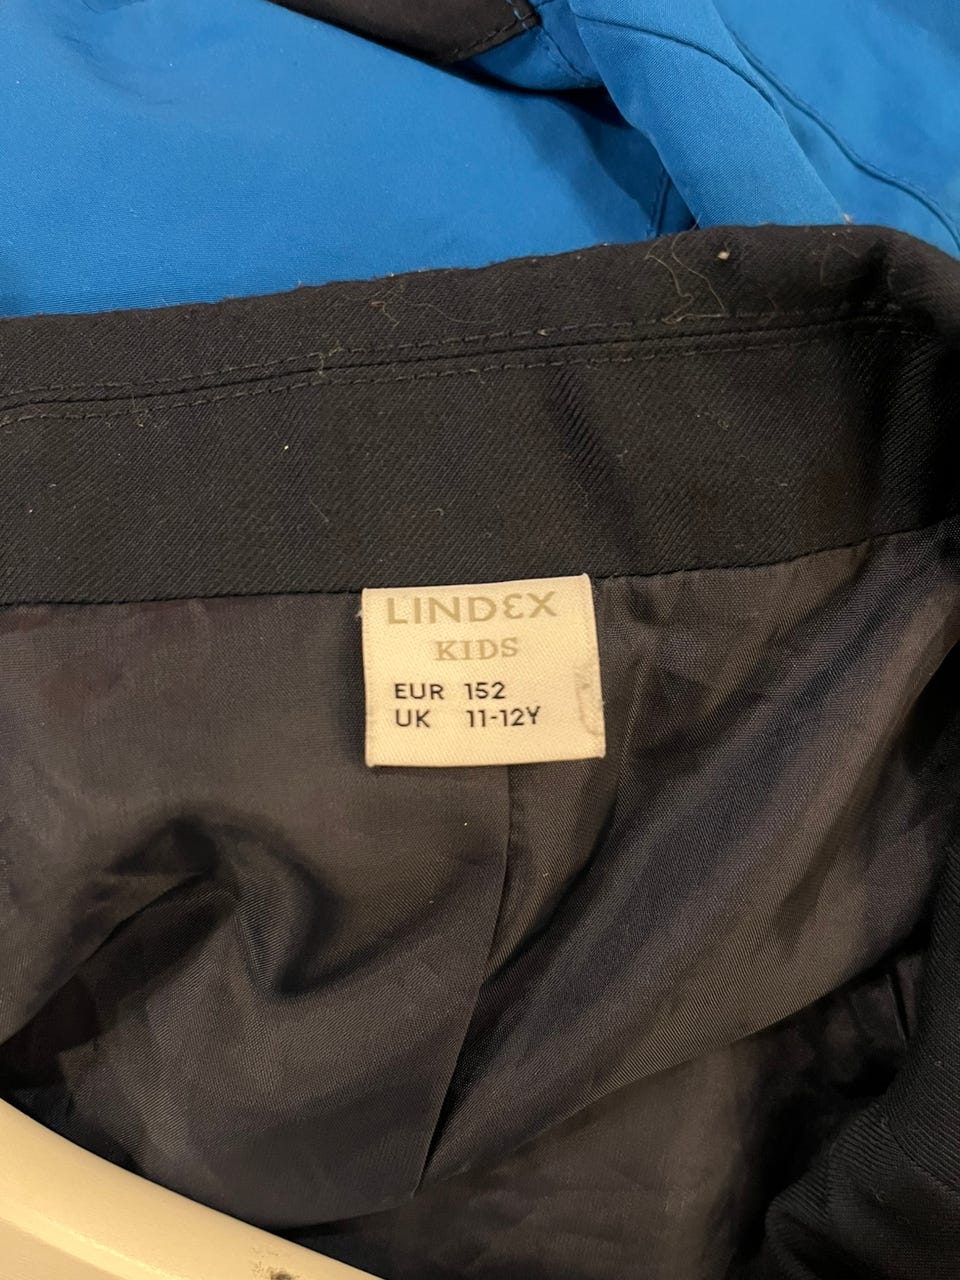 LINDEX
KIDS
EUR 152
UK 11-12Y